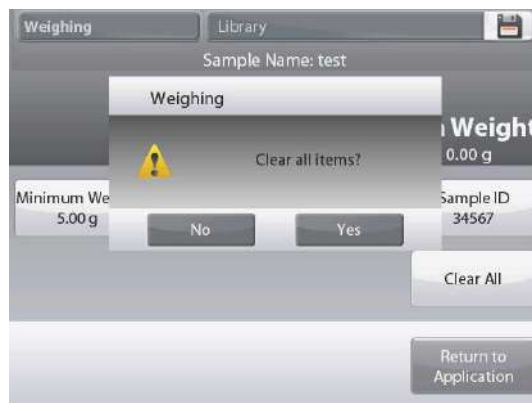 Weighing
Library
Sample Name: test
Weighing
Weight
0.00 g
Clear all items?
Minimum We
5.00 g
No
Yes
Sample ID
34567
Clear All
Return to
Application